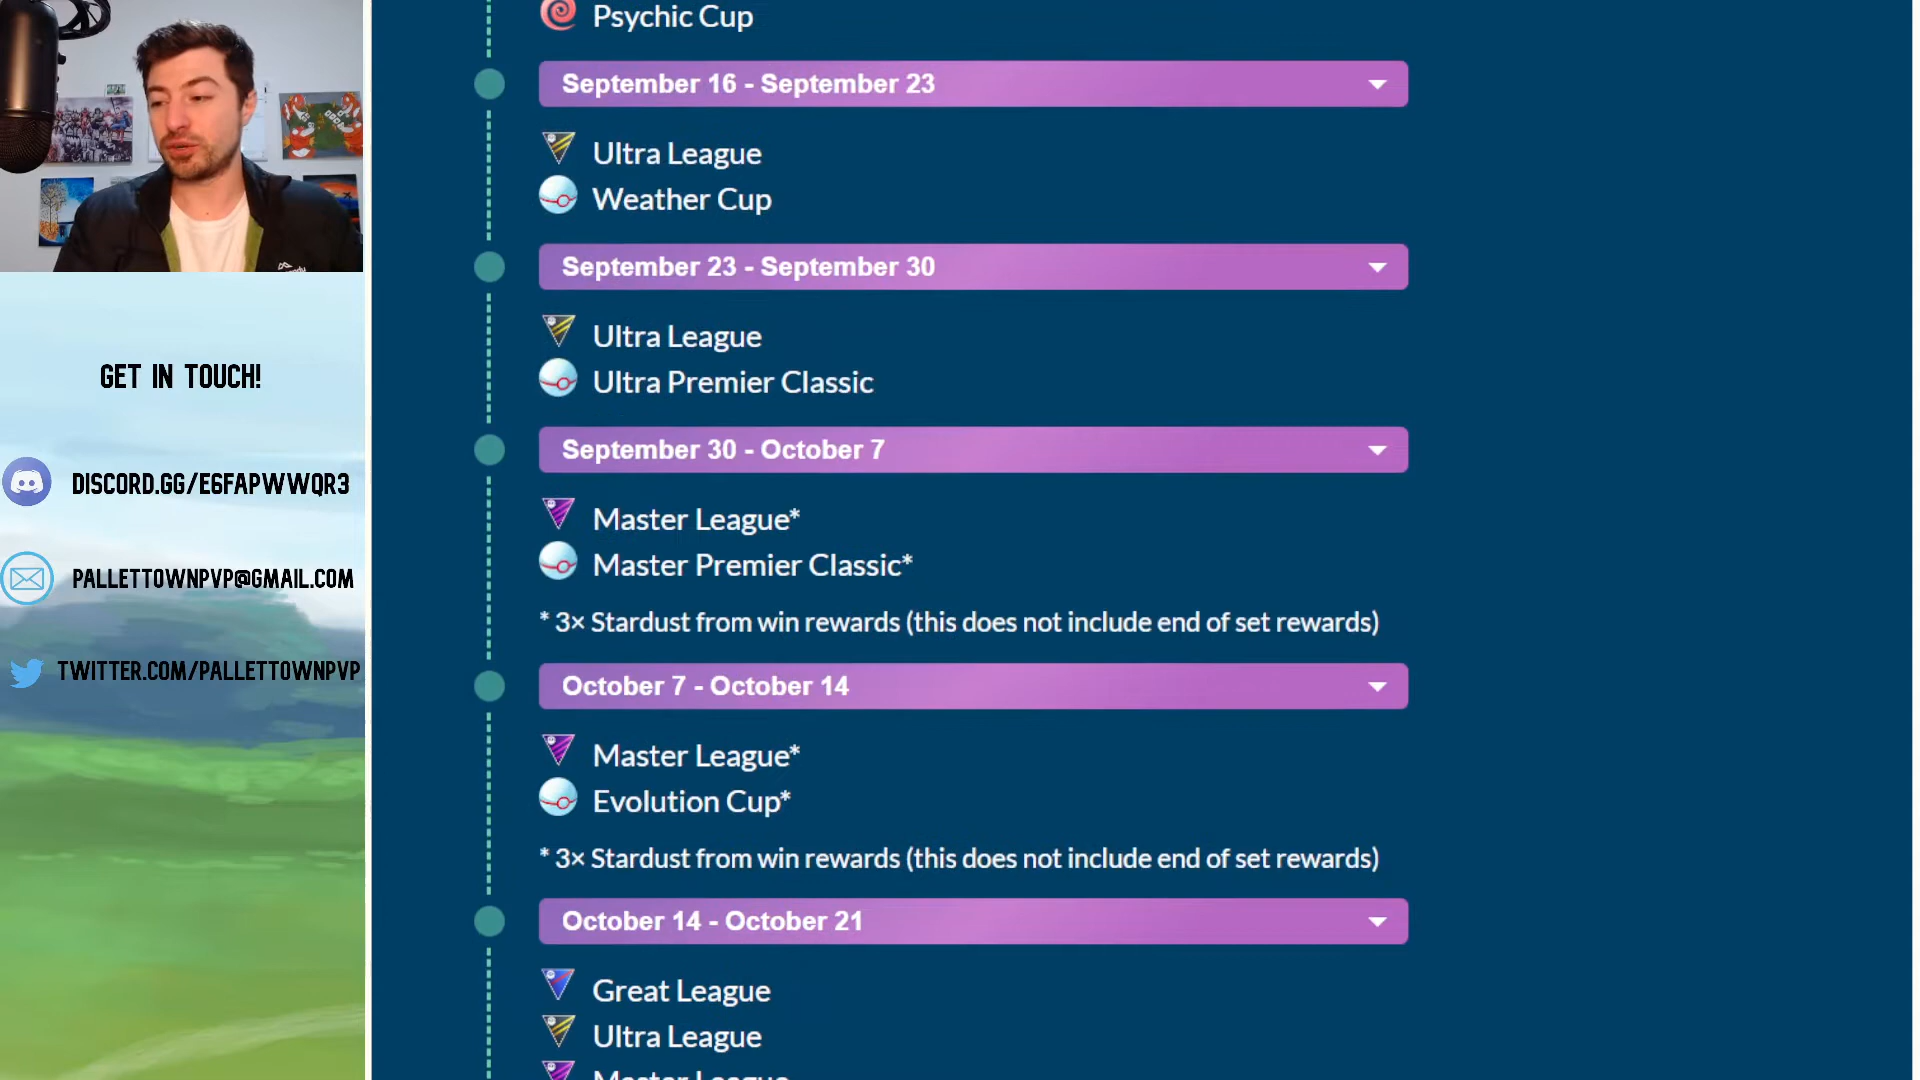 Psychic Cup
September 16 - September 23
Ultra League
Weather Cup
September 23 - September 30
Ultra League
Ultra Premier Classic
September 30 - October 7
Master League*
Master Premier Classic*
* 3× Stardust from win rewards (this does not include end of set rewards)
October 7 - October 14
Master League*
Evolution Cup*
* 3× Stardust from win rewards (this does not include end of set rewards)
October 14 - October 21
Great League
Ultra League
Master League
GET IN TOUCH!
DISCORD.GG/E6FAPWWQR3
PALLETTOWNPVP@GMAIL.COM
TWITTER.COM/PALLETTOWNPVP